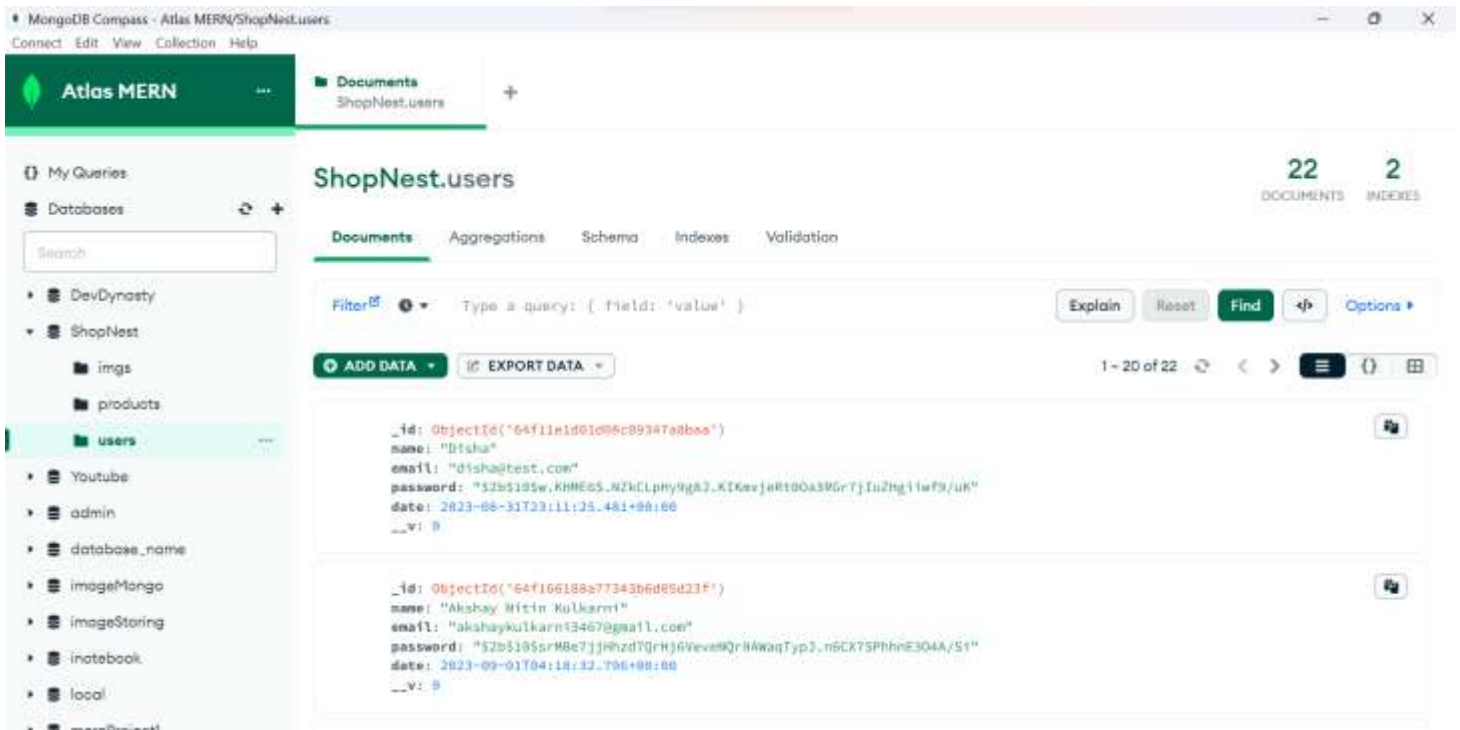 MongoDB Compass - Atlas MERN/ShopNest.users
Connect Edit View Collection Help
Atlas MERN
Documents
ShopNest.users
My Queries
Databases
Search
DevDynasty
ShopNest
imgs
products
users
Youtube
admin
database_name
imageMongo
imageStoring
inotebook
local
ShopNest.users
22
DOCUMENTS
2
INDEXES
Documents Aggregations Schema Indexes Validation
Filter Type a query: { field: 'value' } Explain Reset Find Options
ADD DATA EXPORT DATA 1 – 20 of 22
_id:
name: "Disha"
email: "disha@test.com"
password:
date: 2023-08-31T23:11:25.481+00:00
__v: 0
_id:
name: "Akshay Nitin Kulkarni"
email: "akshaykulkarni3467@gmail.com"
password:
date: 2023-09-01T04:18:32.706+00:00
__v: 0